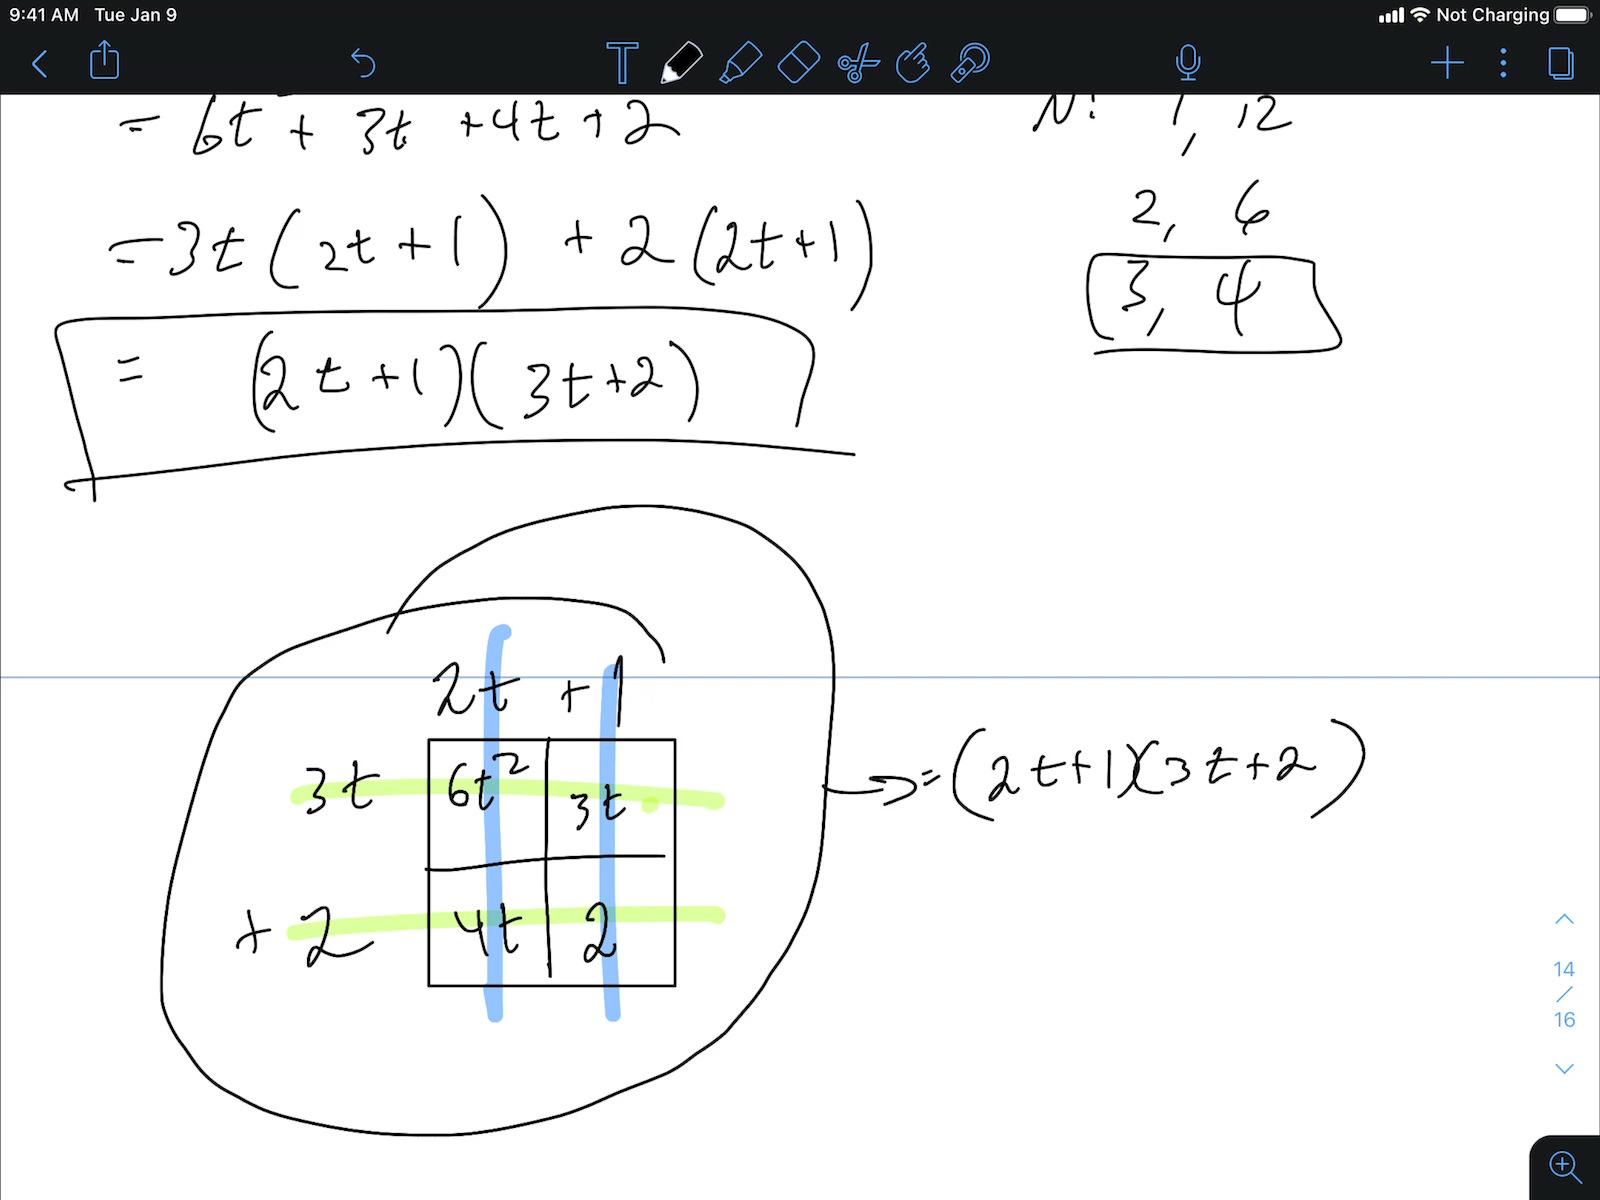 9:41 AM Tue Jan 9
Not Charging
= 6t + 3t + 4t + 2
N: 1, 12
= 3t (2t + 1) + 2 (2t + 1)
2, 6
3, 4
= (2t + 1)(3t + 2)
2t + 1
3t 6t² 3t
+ 2 4t 2
= (2t+1)(3t+2)
14
/
16